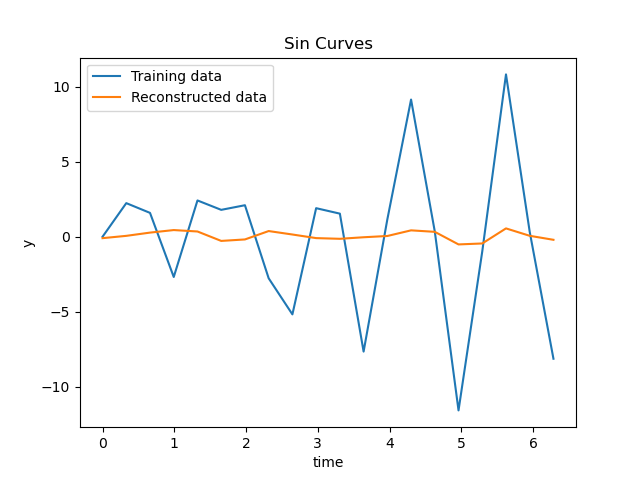 Sin Curves
Training data
Reconstructed data
10
5
0
−5
−10
y
0 1 2 3 4 5 6
time